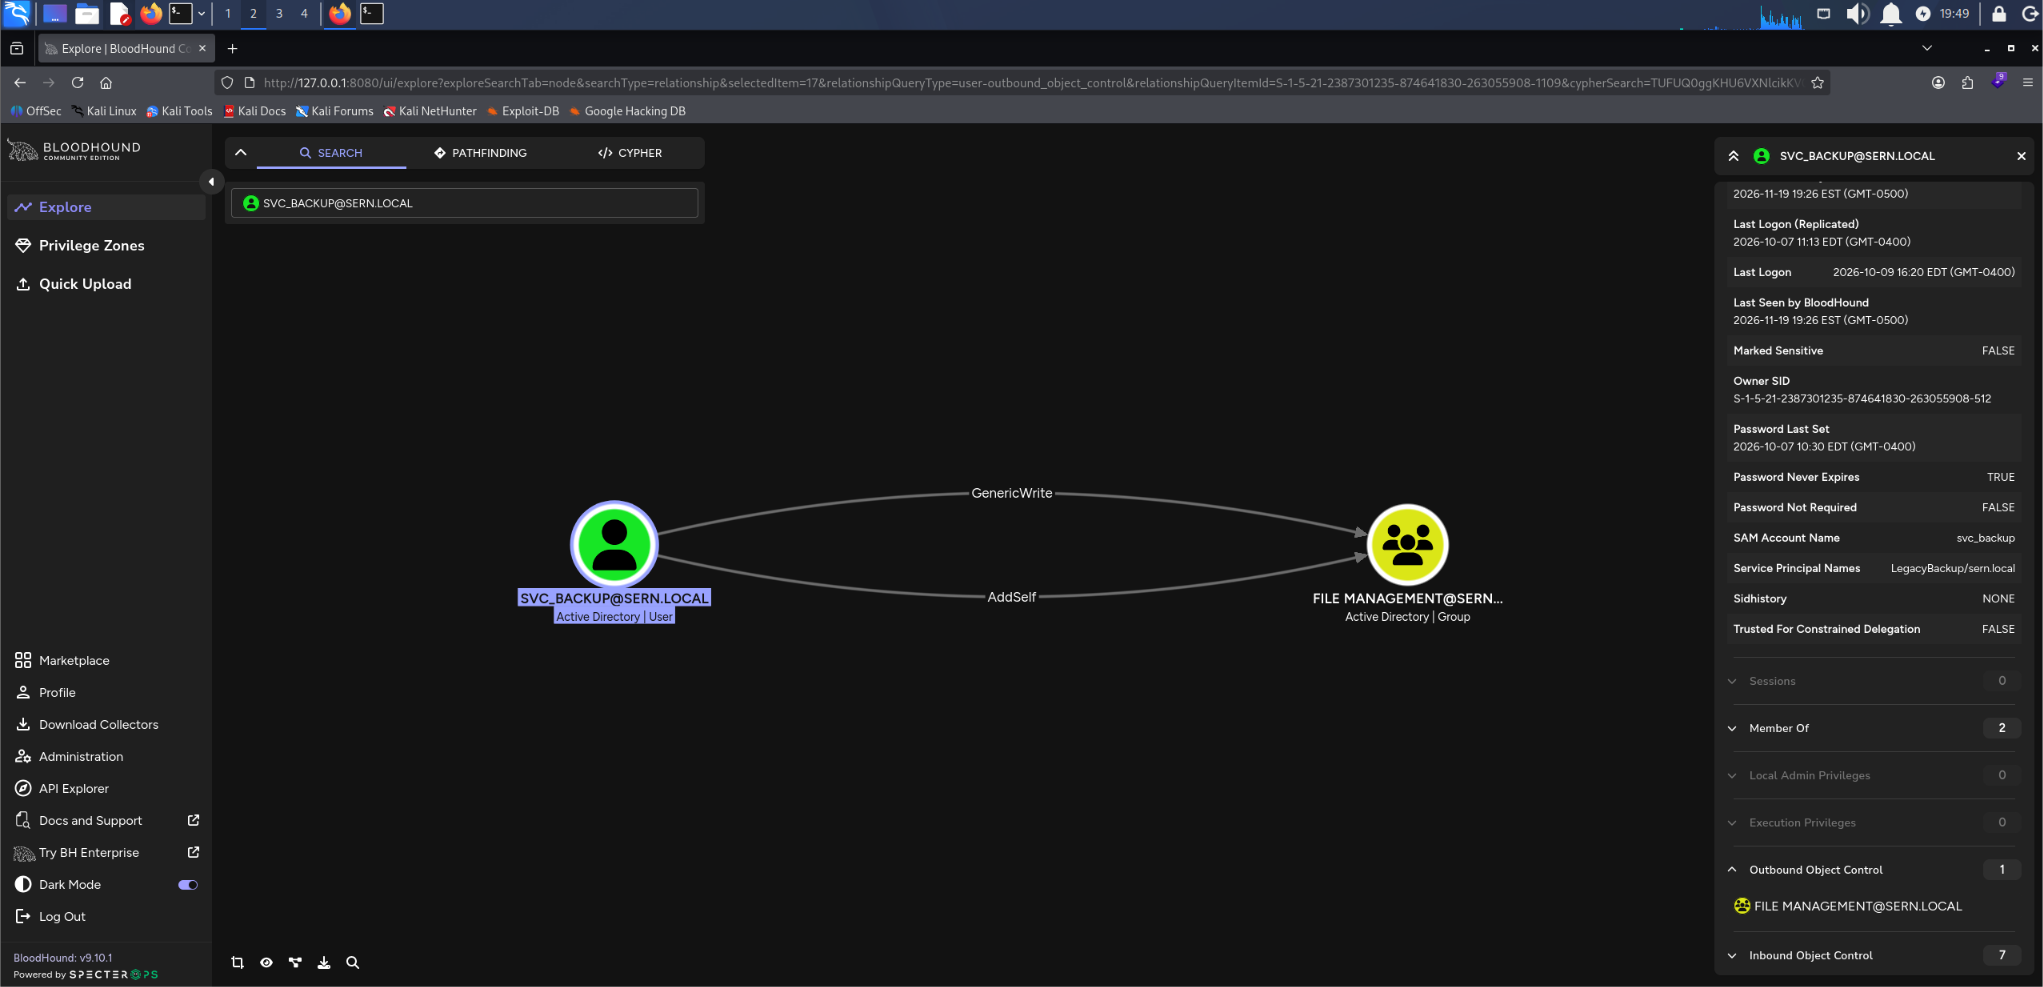 1 2 3 4 19:49
Explore | BloodHound Co
http://127.0.0.1:8080/ui/explore?exploreSearchTab=node&searchType=relationship&selectedItem=17&relationshipQueryType=user-outbound_object_control&relationshipQueryItemId=S-1-5-21-2387301235-874641830-263055908-1109&cypherSearch=TUFUQ0ggKHU6VXNlcikKV
9
OffSec Kali Linux Kali Tools Kali Docs Kali Forums Kali NetHunter Exploit-DB Google Hacking DB
BLOODHOUND
COMMUNITY EDITION
Explore
Privilege Zones
Quick Upload
Marketplace
Profile
Download Collectors
Administration
API Explorer
Docs and Support
Try BH Enterprise
Dark Mode
Log Out
BloodHound: v9.10.1
Powered by SPECTEROPS
SEARCH PATHFINDING CYPHER
SVC_BACKUP@SERN.LOCAL
GenericWrite
AddSelf
SVC_BACKUP@SERN.LOCAL
Active Directory | User
FILE MANAGEMENT@SERN...
Active Directory | Group
SVC_BACKUP@SERN.LOCAL
2026-11-19 19:26 EST (GMT-0500)
Last Logon (Replicated)
2026-10-07 11:13 EDT (GMT-0400)
Last Logon 2026-10-09 16:20 EDT (GMT-0400)
Last Seen by BloodHound
2026-11-19 19:26 EST (GMT-0500)
Marked Sensitive FALSE
Owner SID
S-1-5-21-2387301235-874641830-263055908-512
Password Last Set
2026-10-07 10:30 EDT (GMT-0400)
Password Never Expires TRUE
Password Not Required FALSE
SAM Account Name svc_backup
Service Principal Names LegacyBackup/sern.local
Sidhistory NONE
Trusted For Constrained Delegation FALSE
Sessions 0
Member Of 2
Local Admin Privileges 0
Execution Privileges 0
Outbound Object Control 1
FILE MANAGEMENT@SERN.LOCAL
Inbound Object Control 7